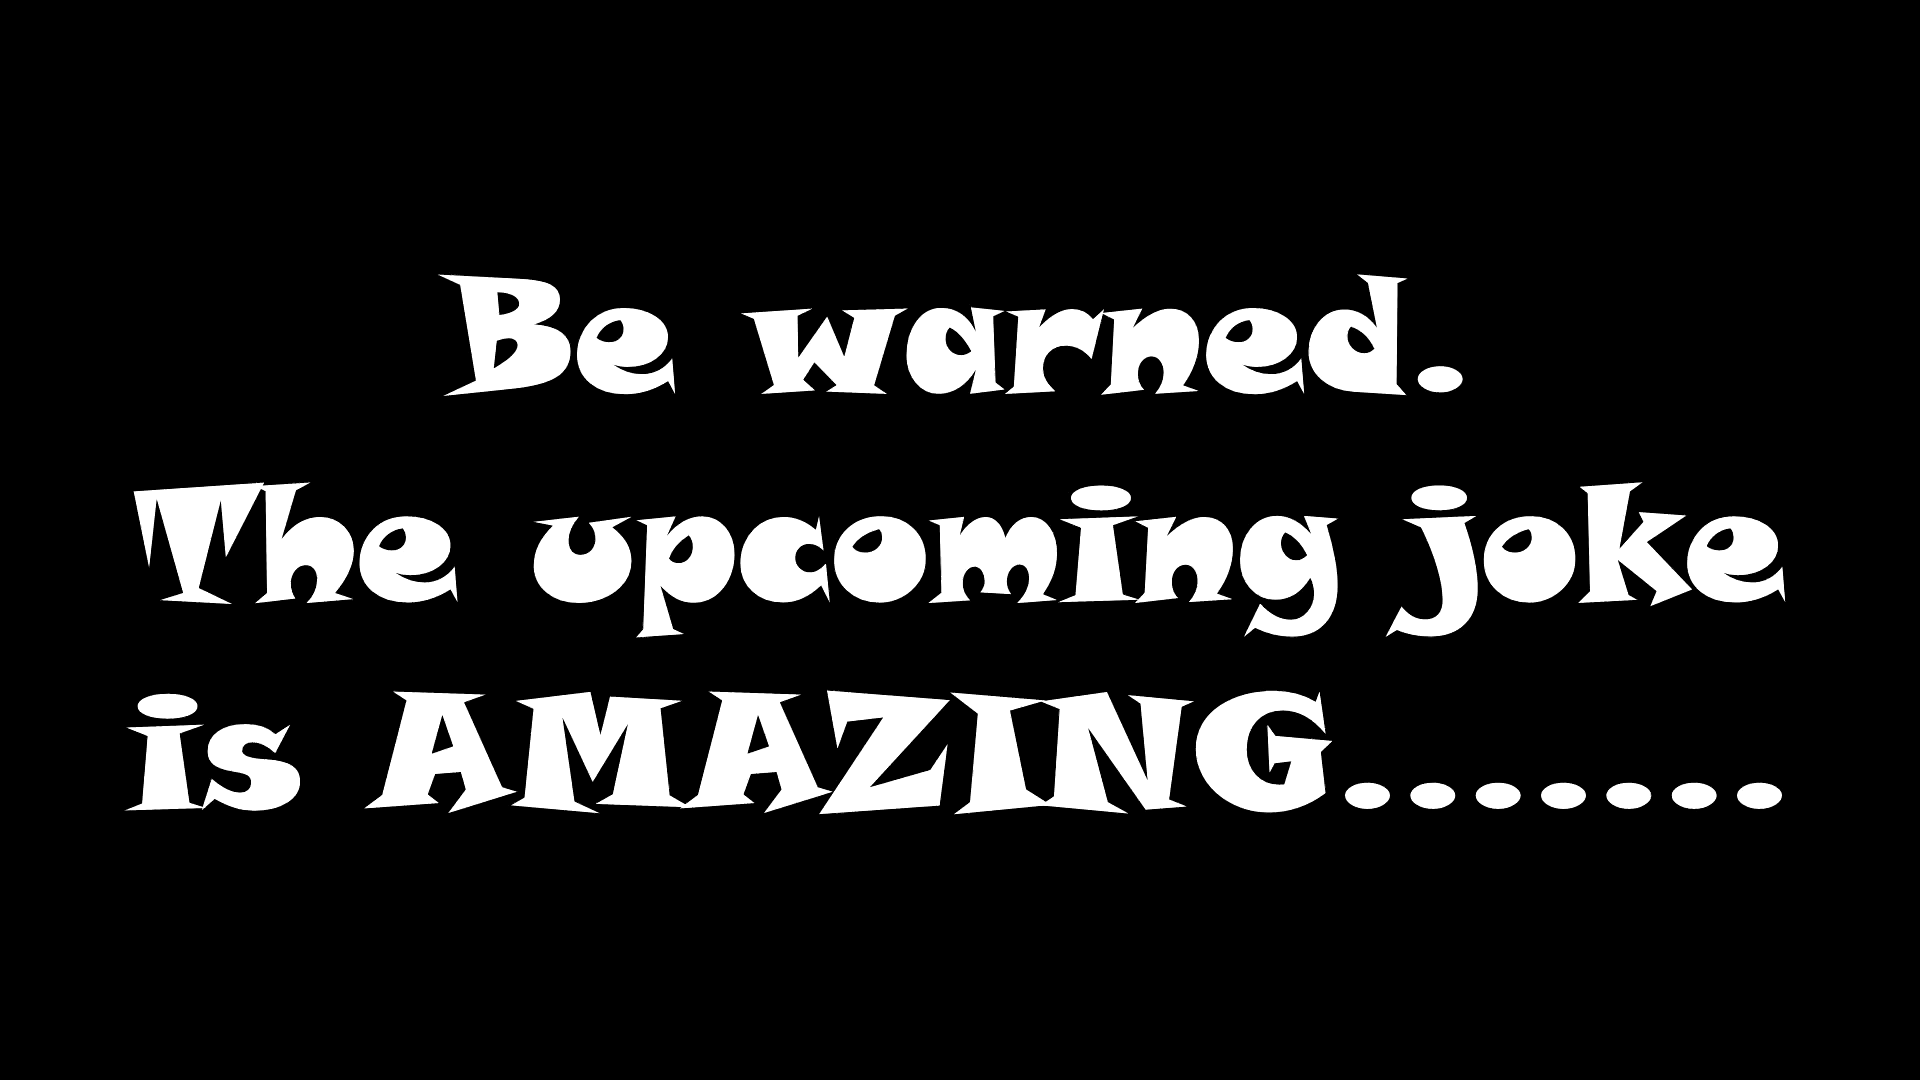 Be warned.
The upcoming joke
is AMAZING.......